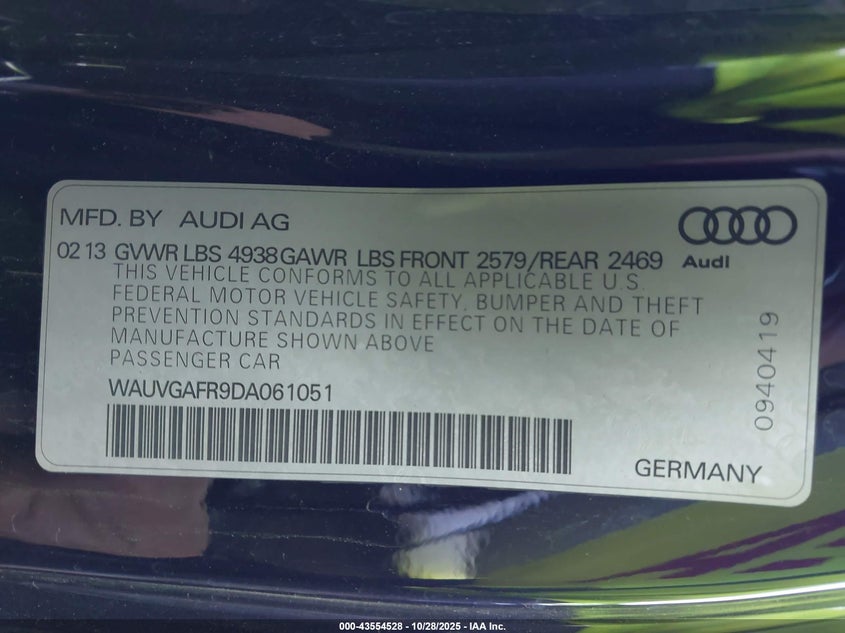 MFD. BY AUDI AG
02 13 GVWR LBS 4938 GAWR LBS FRONT 2579/REAR 2469
Audi
THIS VEHICLE CONFORMS TO ALL APPLICABLE U.S.
FEDERAL MOTOR VEHICLE SAFETY, BUMPER AND THEFT
PREVENTION STANDARDS IN EFFECT ON THE DATE OF
MANUFACTURE SHOWN ABOVE
PASSENGER CAR
WAUVGAFR9DA061051
0940419
GERMANY
000-43554528 - 10/28/2025 - IAA Inc.